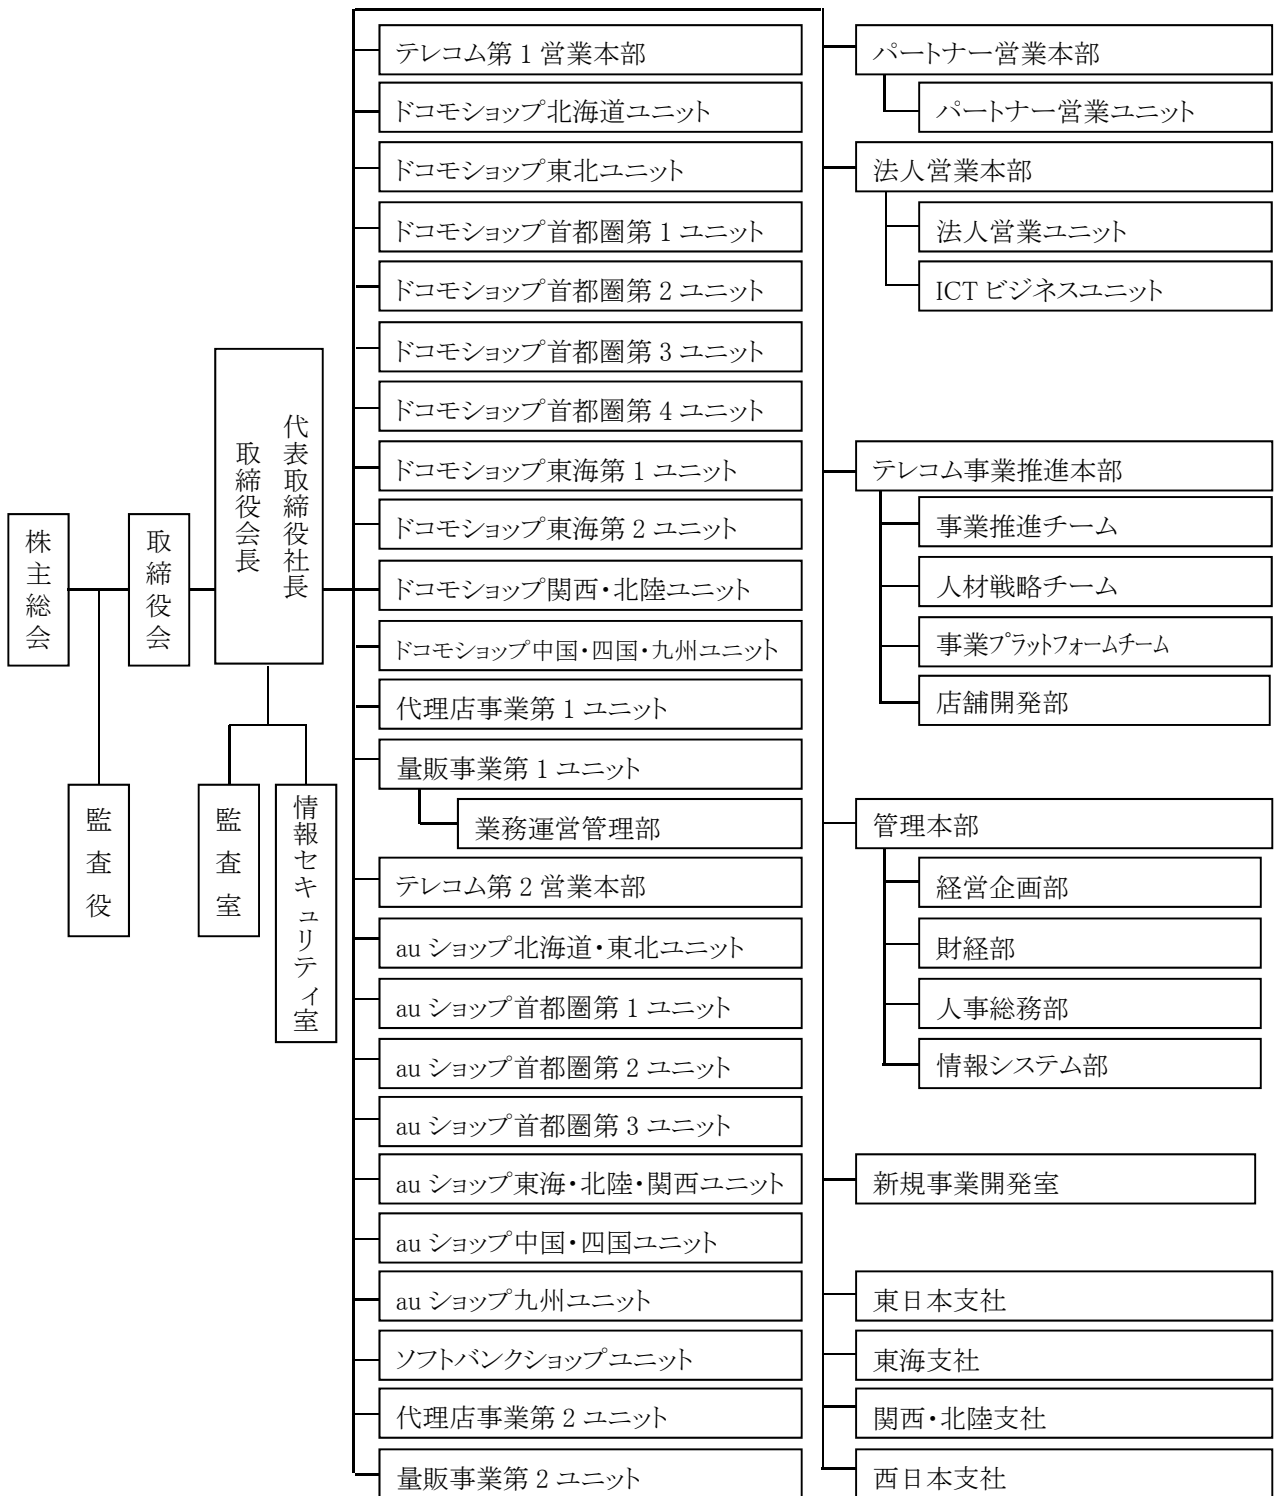 株主総会
監査役
取締役会
代表取締役社長
取締役会長
監査室
情報セキュリティ室
テレコム第1営業本部
ドコモショップ北海道ユニット
ドコモショップ東北ユニット
ドコモショップ首都圏第1ユニット
ドコモショップ首都圏第2ユニット
ドコモショップ首都圏第3ユニット
ドコモショップ首都圏第4ユニット
ドコモショップ東海第1ユニット
ドコモショップ東海第2ユニット
ドコモショップ関西・北陸ユニット
ドコモショップ中国・四国・九州ユニット
代理店事業第1ユニット
量販事業第1ユニット
業務運営管理部
テレコム第2営業本部
auショップ北海道・東北ユニット
auショップ首都圏第1ユニット
auショップ首都圏第2ユニット
auショップ首都圏第3ユニット
auショップ東海・北陸・関西ユニット
auショップ中国・四国ユニット
auショップ九州ユニット
ソフトバンクショップユニット
代理店事業第2ユニット
量販事業第2ユニット
パートナー営業本部
パートナー営業ユニット
法人営業本部
法人営業ユニット
ICTビジネスユニット
テレコム事業推進本部
事業推進チーム
人材戦略チーム
事業プラットフォームチーム
店舗開発部
管理本部
経営企画部
財経部
人事総務部
情報システム部
新規事業開発室
東日本支社
東海支社
関西・北陸支社
西日本支社